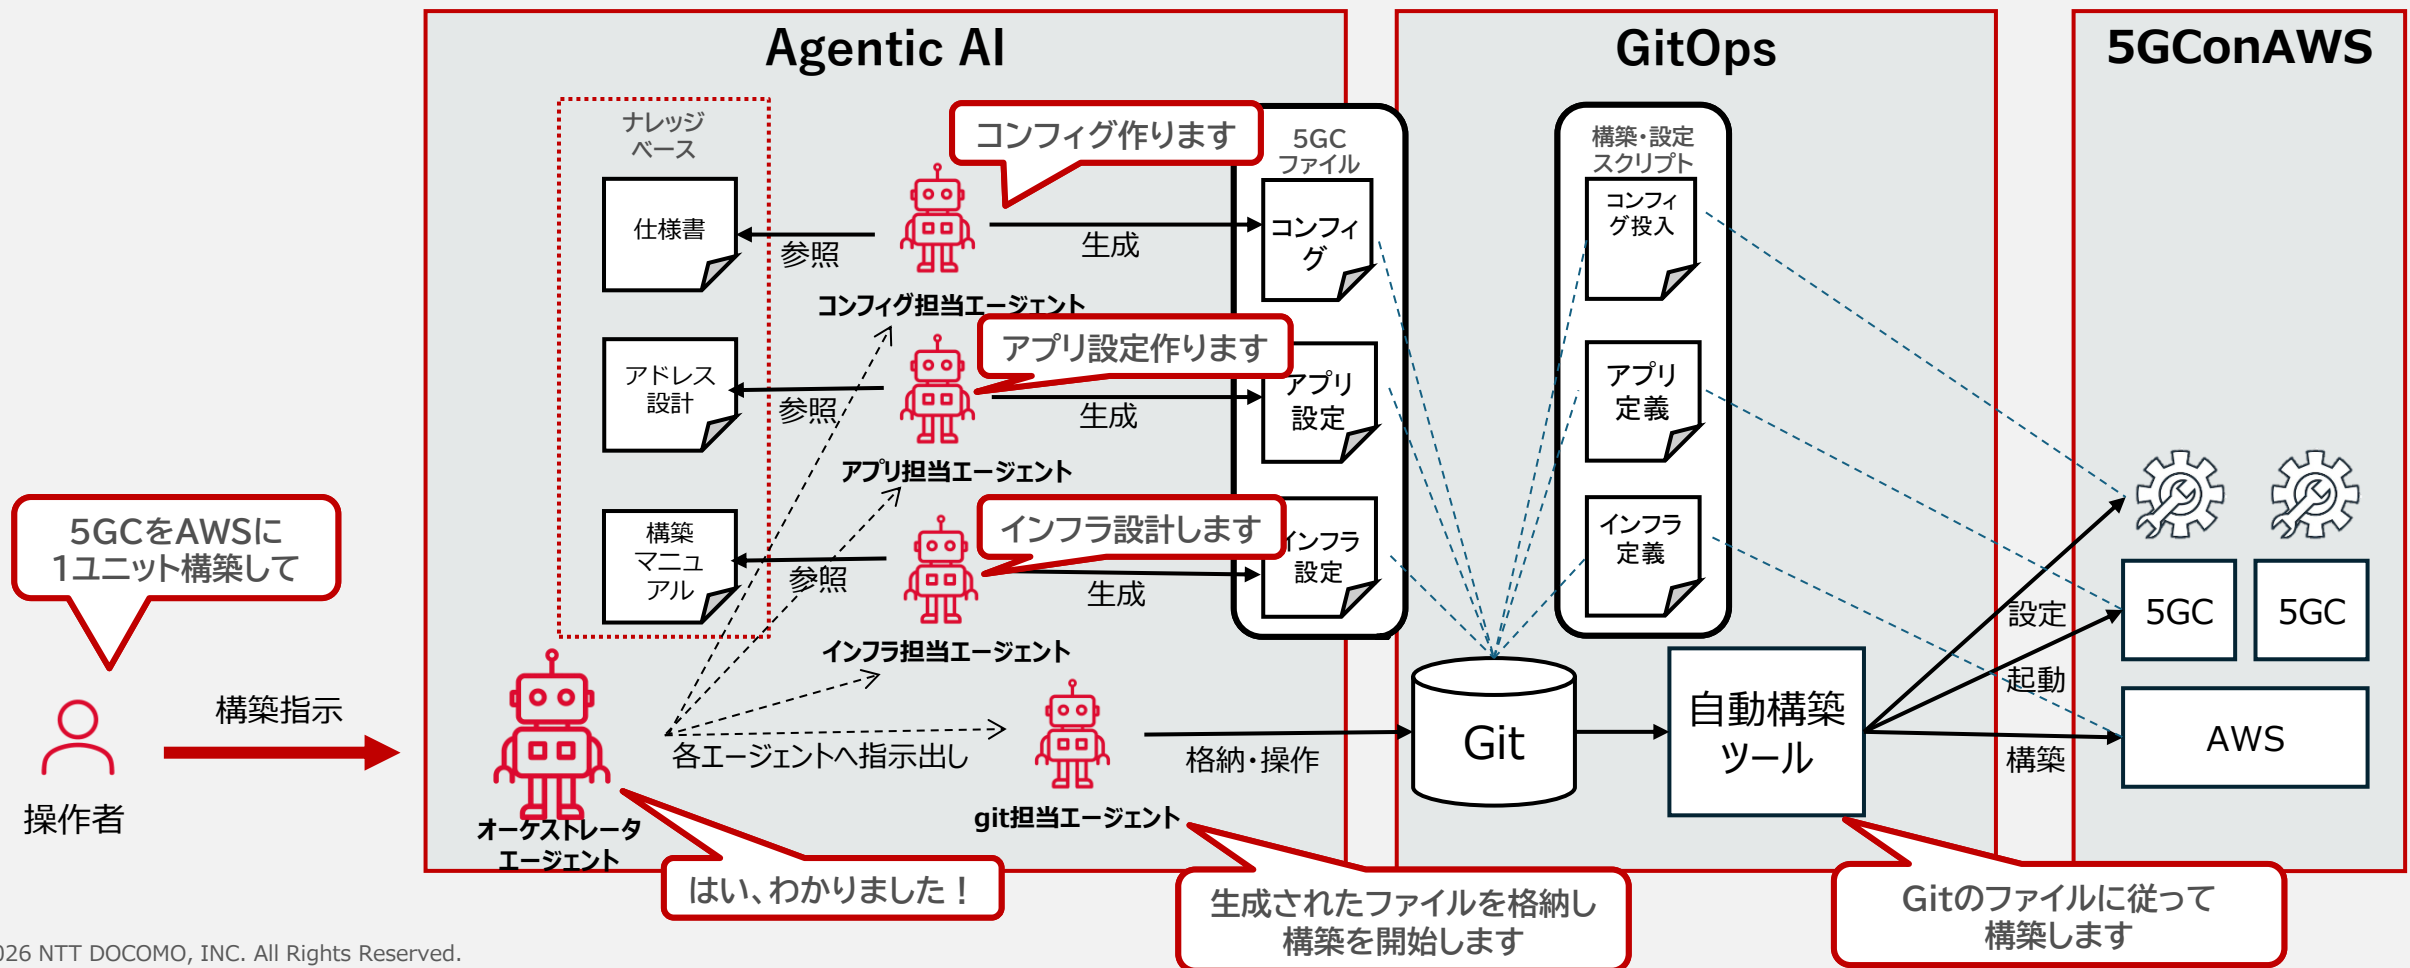 Agentic AI
GitOps
5GConAWS
ナレッジ
ベース
仕様書
アドレス
設計
構築
マニュ
アル
参照
参照
参照
コンフィグ作ります
コンフィグ担当エージェント
アプリ設定作ります
アプリ担当エージェント
インフラ設計します
インフラ担当エージェント
生成
生成
生成
5GC
ファイル
コンフィ
グ
アプリ
設定
インフラ
設定
構築・設定
スクリプト
コンフィ
グ投入
アプリ
定義
インフラ
定義
5GCをAWSに
1ユニット構築して
操作者
構築指示
オーケストレータ
エージェント
はい、わかりました！
各エージェントへ指示出し
git担当エージェント
生成されたファイルを格納し
構築を開始します
格納・操作
Git
自動構築
ツール
Gitのファイルに従って
構築します
設定
起動
構築
5GC
5GC
AWS
026 NTT DOCOMO, INC. All Rights Reserved.